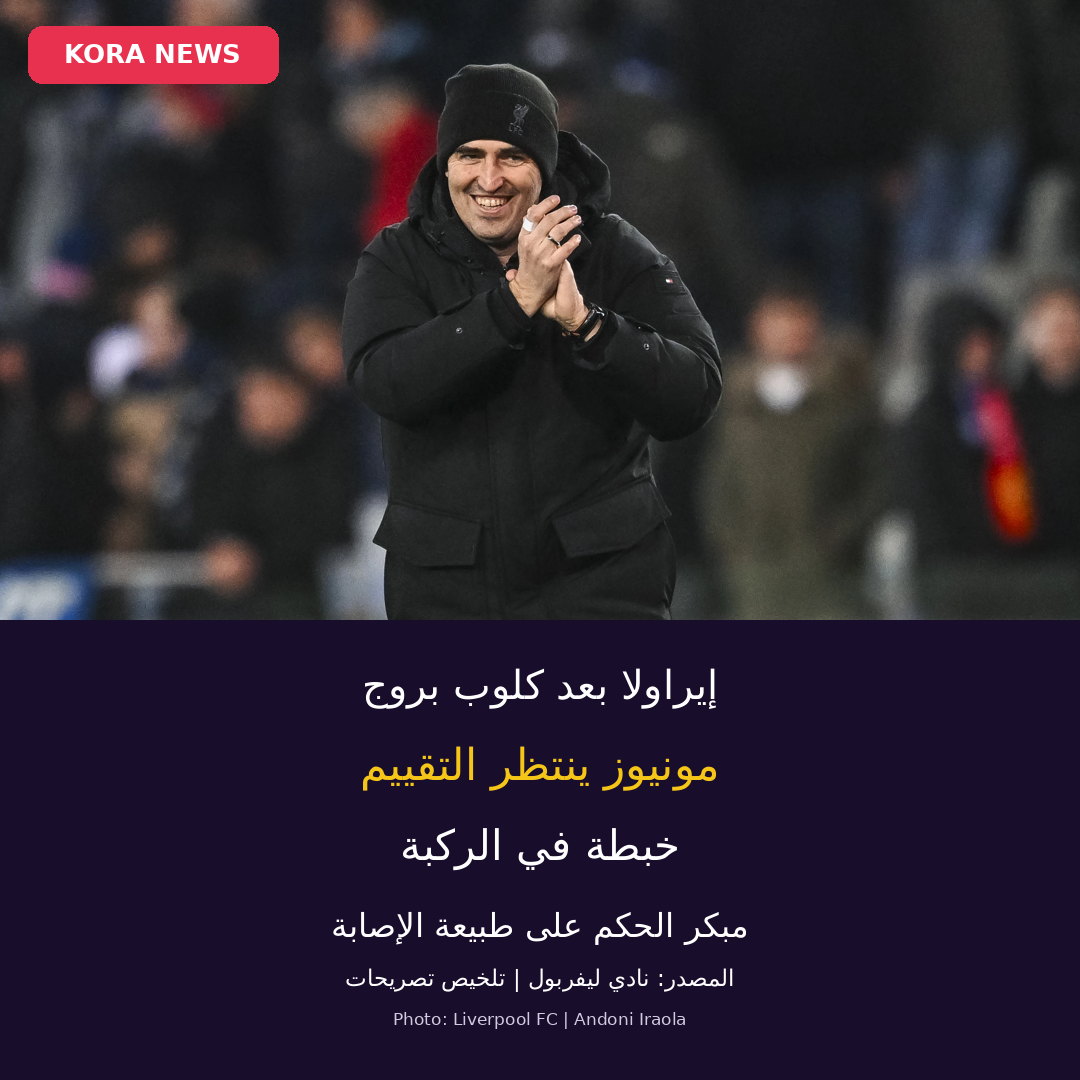 KORA NEWS
إيراولا بعد كلوب بروج
مونيوز ينتظر التقييم
خبطة في الركبة
مبكر الحكم على طبيعة الإصابة
المصدر: نادي ليفربول | تلخيص تصريحات
Photo: Liverpool FC | Andoni Iraola